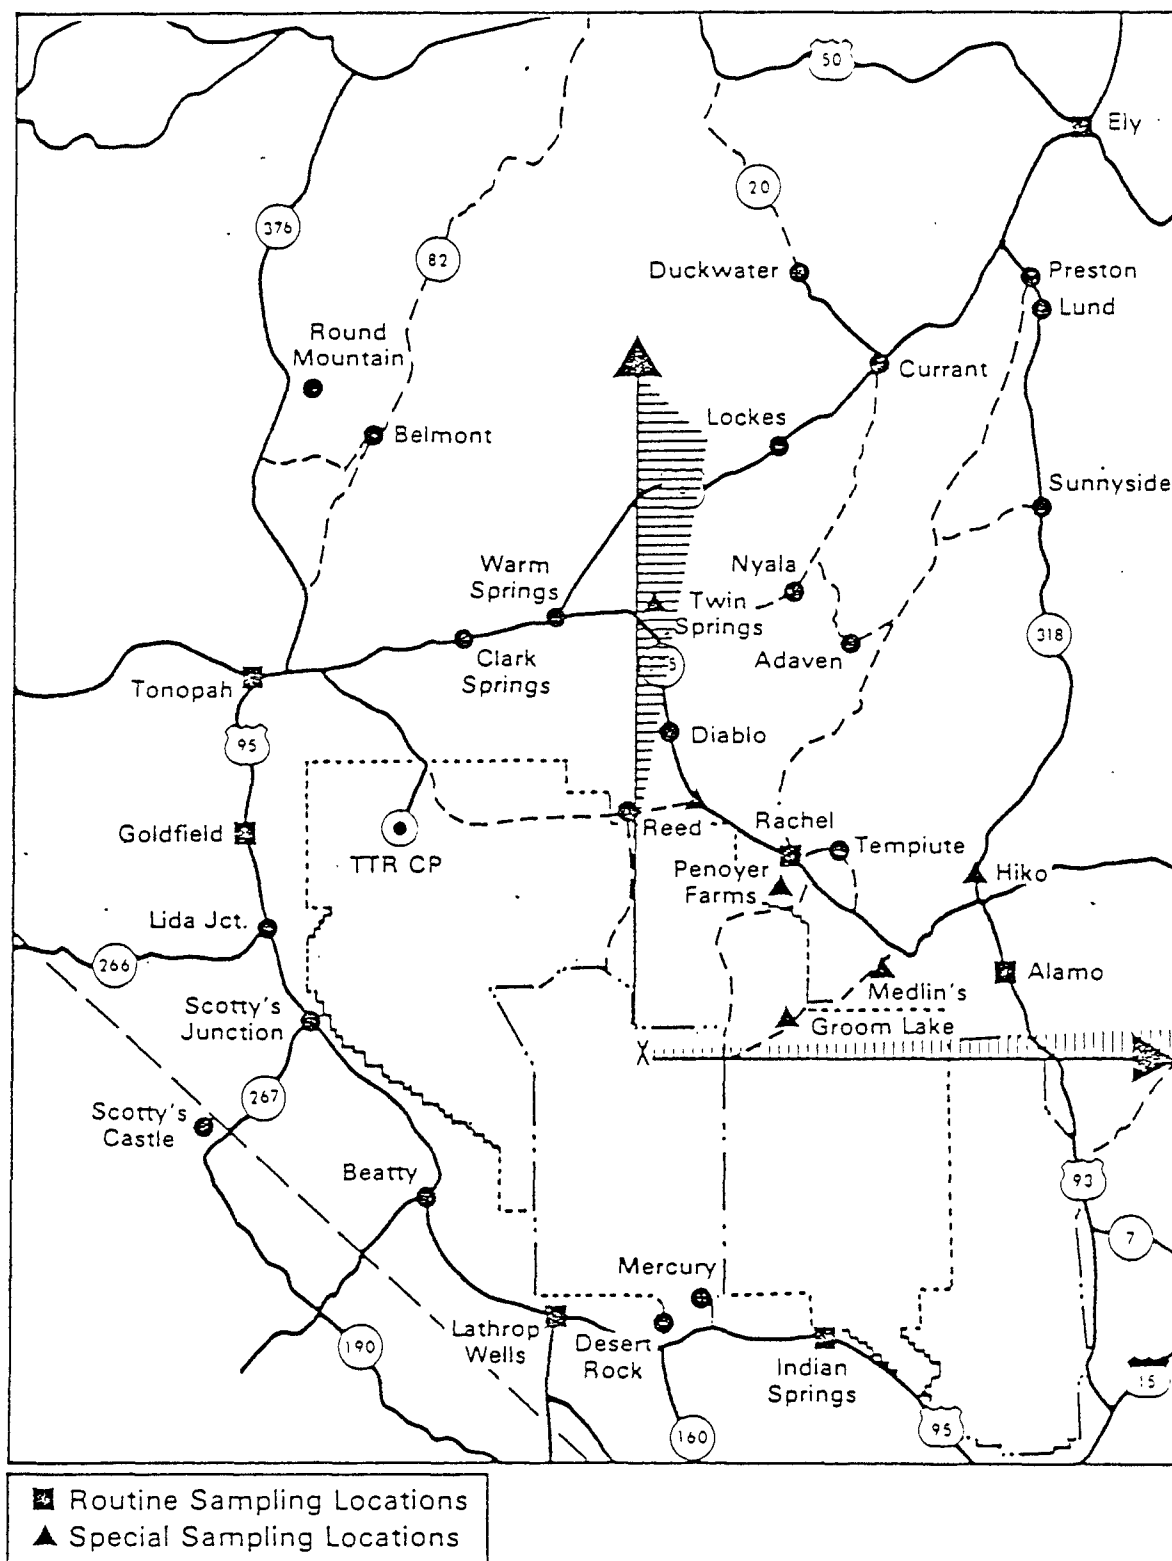 50
Ely
20
376
82
Duckwater
Preston
Lund
Round
Mountain
Currant
Belmont
Lockes
Sunnyside
Warm
Springs
Nyala
Twin
Springs
318
Clark
Springs
Adaven
5
Tonopah
95
Diablo
Goldfield
TTR CP
Reed
Rachel
Tempiute
Penoyer
Farms
Hiko
Lida Jct.
266
Medlin's
Alamo
Scotty's
Junction
Groom Lake
X
267
Scotty's
Castle
Beatty
93
7
Mercury
Lathrop
Wells
Desert
Rock
Indian
Springs
190
15
160
95
Routine Sampling Locations
Special Sampling Locations